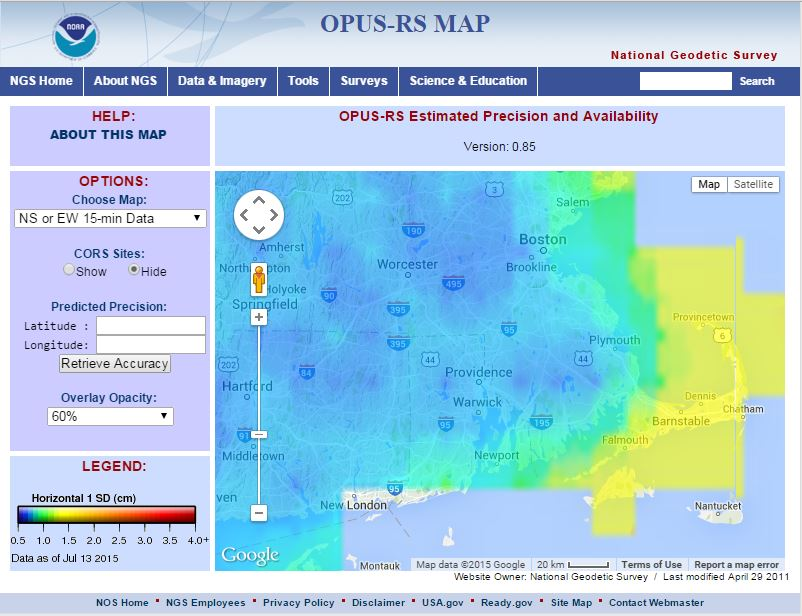 NOAA
OPUS-RS MAP
National Geodetic Survey
NGS Home About NGS Data & Imagery Tools Surveys Science & Education Search
HELP:
ABOUT THIS MAP
OPTIONS:
Choose Map:
NS or EW 15-min Data
CORS Sites:
Show Hide
Predicted Precision:
Latitude :
Longitude:
Retrieve Accuracy
Overlay Opacity:
60%
LEGEND:
Horizontal 1 SD (cm)
0.5 1.0 1.5 2.0 2.5 3.0 3.5 4.0+
Data as of Jul 13 2015
OPUS-RS Estimated Precision and Availability
Version: 0.85
Map Satellite
202
3
Salem
190
Boston
Amherst
Worcester
Brookline
Holyoke
495
90
Springfield
395
Provincetown
95
6
395
Plymouth
44
44
202
84
Providence
Hartford
Dennis
Warwick
Chatham
195
Barnstable
95
91
Falmouth
Middletown
Newport
95
ven
New London
Nantucket
Google
Montauk
Map data ©2015 Google 20 km Terms of Use Report a map error
Website Owner: National Geodetic Survey / Last modified April 29 2011
NOS Home NGS Employees Privacy Policy Disclaimer USA.gov Ready.gov Site Map Contact Webmaster